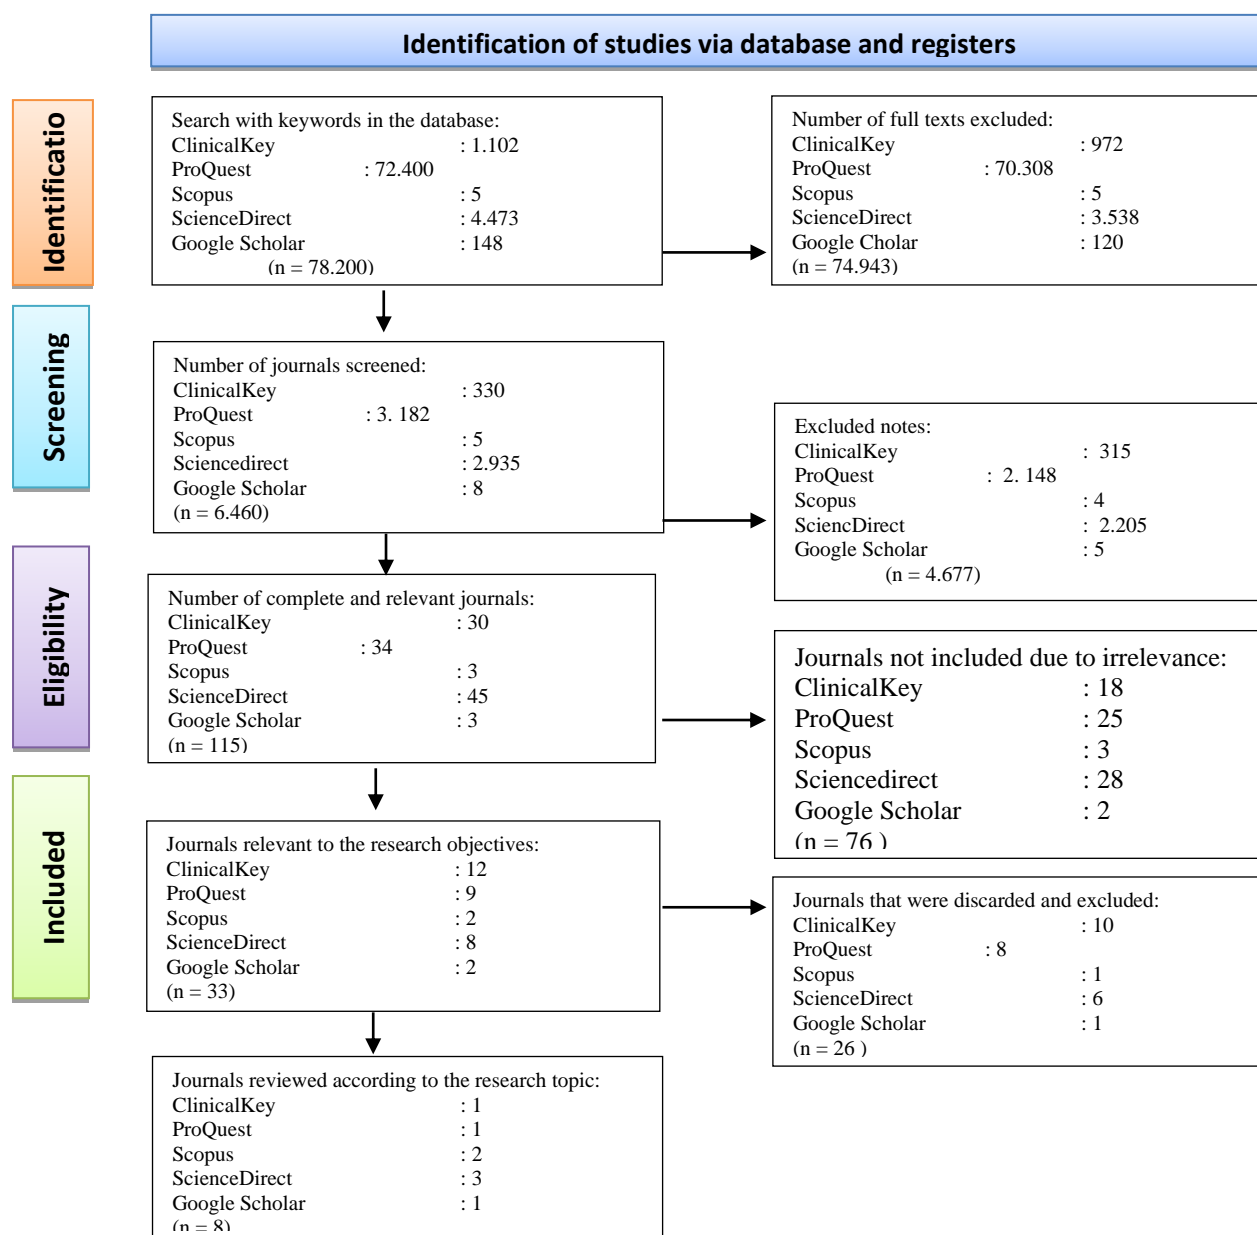 Identification of studies via database and registers
Identificatio
Search with keywords in the database:
ClinicalKey : 1.102
ProQuest : 72.400
Scopus : 5
ScienceDirect : 4.473
Google Scholar : 148
(n = 78.200)
Number of full texts excluded:
ClinicalKey : 972
ProQuest : 70.308
Scopus : 5
ScienceDirect : 3.538
Google Cholar : 120
(n = 74.943)
Screening
Number of journals screened:
ClinicalKey : 330
ProQuest : 3. 182
Scopus : 5
Sciencedirect : 2.935
Google Scholar : 8
(n = 6.460)
Excluded notes:
ClinicalKey : 315
ProQuest : 2. 148
Scopus : 4
SciencDirect : 2.205
Google Scholar : 5
(n = 4.677)
Eligibility
Number of complete and relevant journals:
ClinicalKey : 30
ProQuest : 34
Scopus : 3
ScienceDirect : 45
Google Scholar : 3
(n = 115)
Journals not included due to irrelevance:
ClinicalKey : 18
ProQuest : 25
Scopus : 3
Sciencedirect : 28
Google Scholar : 2
(n = 76 )
Included
Journals relevant to the research objectives:
ClinicalKey : 12
ProQuest : 9
Scopus : 2
ScienceDirect : 8
Google Scholar : 2
(n = 33)
Journals that were discarded and excluded:
ClinicalKey : 10
ProQuest : 8
Scopus : 1
ScienceDirect : 6
Google Scholar : 1
(n = 26 )
Journals reviewed according to the research topic:
ClinicalKey : 1
ProQuest : 1
Scopus : 2
ScienceDirect : 3
Google Scholar : 1
(n = 8)